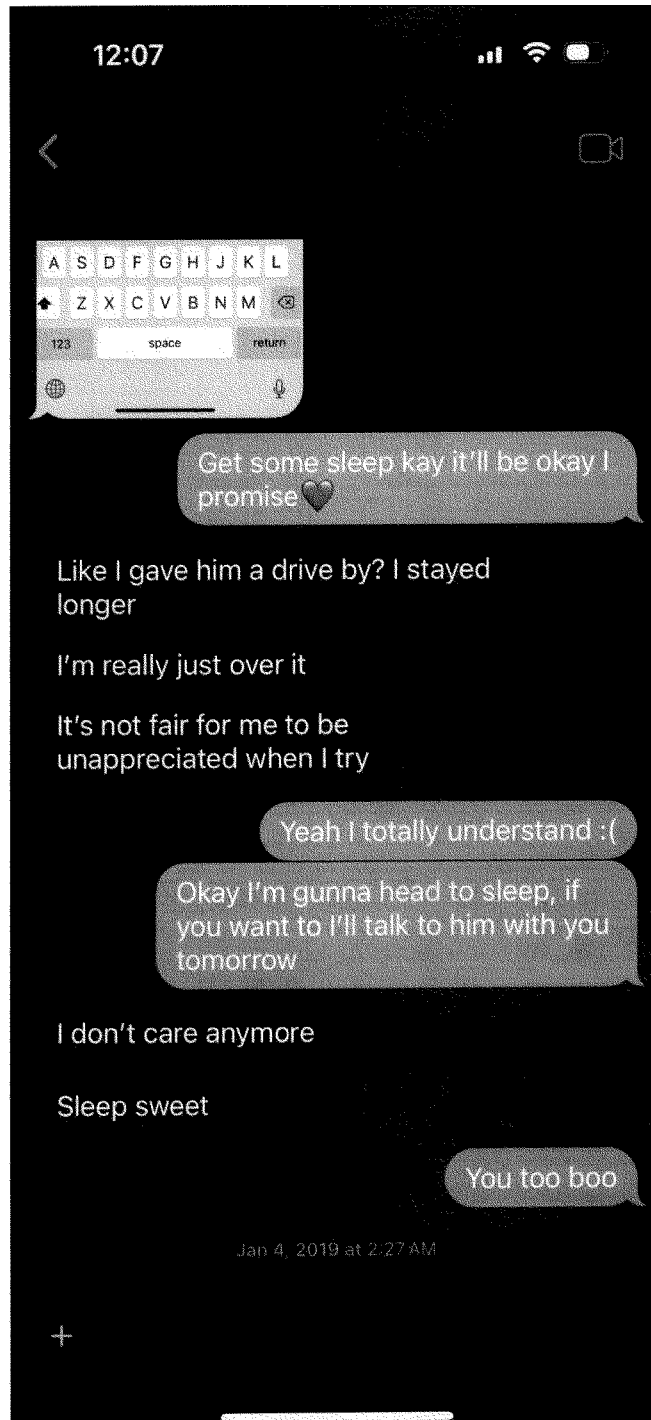 12:07
A S D F G H J K L
Z X C V B N M
123 space return
Get some sleep kay it'll be okay I
promise🖤
Like I gave him a drive by? I stayed
longer
I'm really just over it
It's not fair for me to be
unappreciated when I try
Yeah I totally understand :(
Okay I'm gunna head to sleep, if
you want to I'll talk to him with you
tomorrow
I don't care anymore
Sleep sweet
You too boo
Jan 4, 2019 at 2:27 AM
+